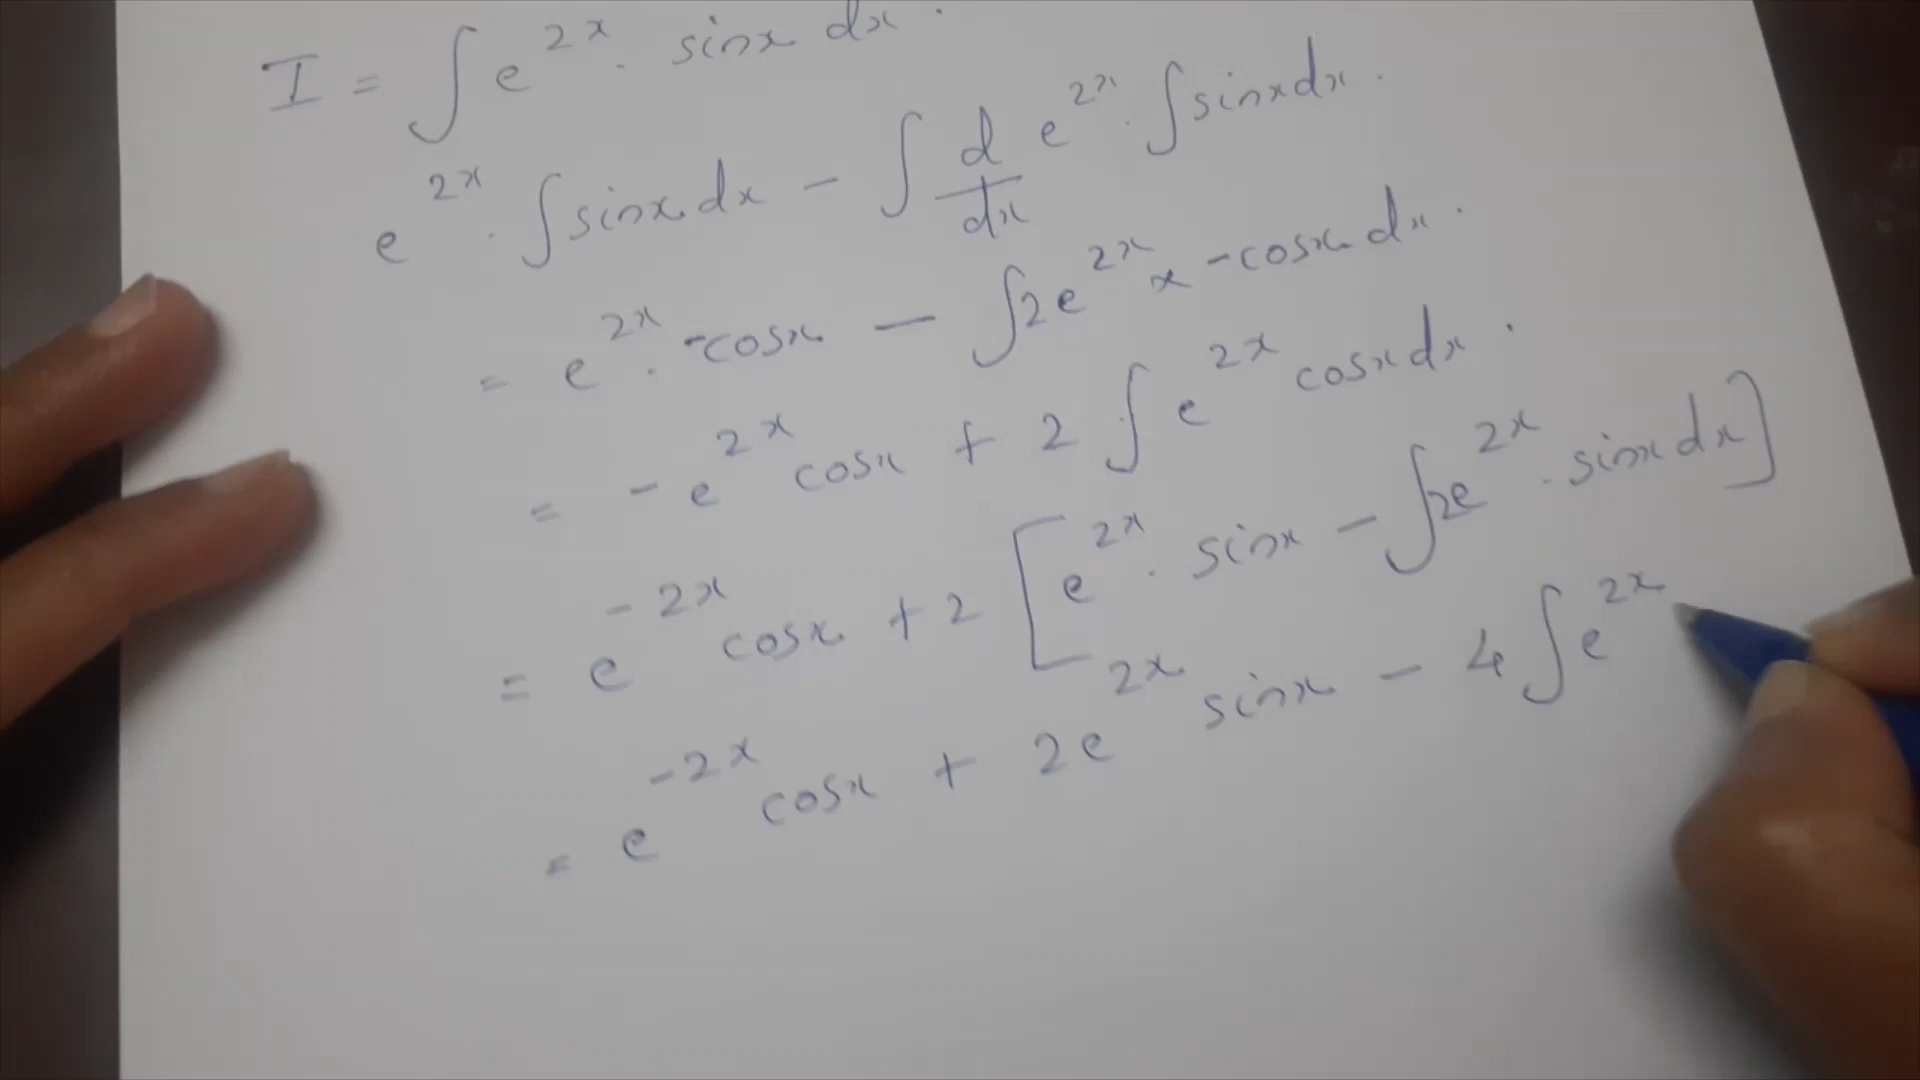 I = ∫ e^2x . sinx dx .
e^2x . ∫ sinx dx - ∫ d/dx e^2x . ∫ sinx dx .
= e^2x . -cosx - ∫ 2e^2x x -cosx dx .
= - e^2x cosx + 2 ∫ e^2x cosx dx .
= e^-2x cosx + 2 [ e^2x . sinx - ∫ 2e^2x . sinx dx ]
= e^-2x cosx + 2e^2x sinx - 4 ∫ e^2x